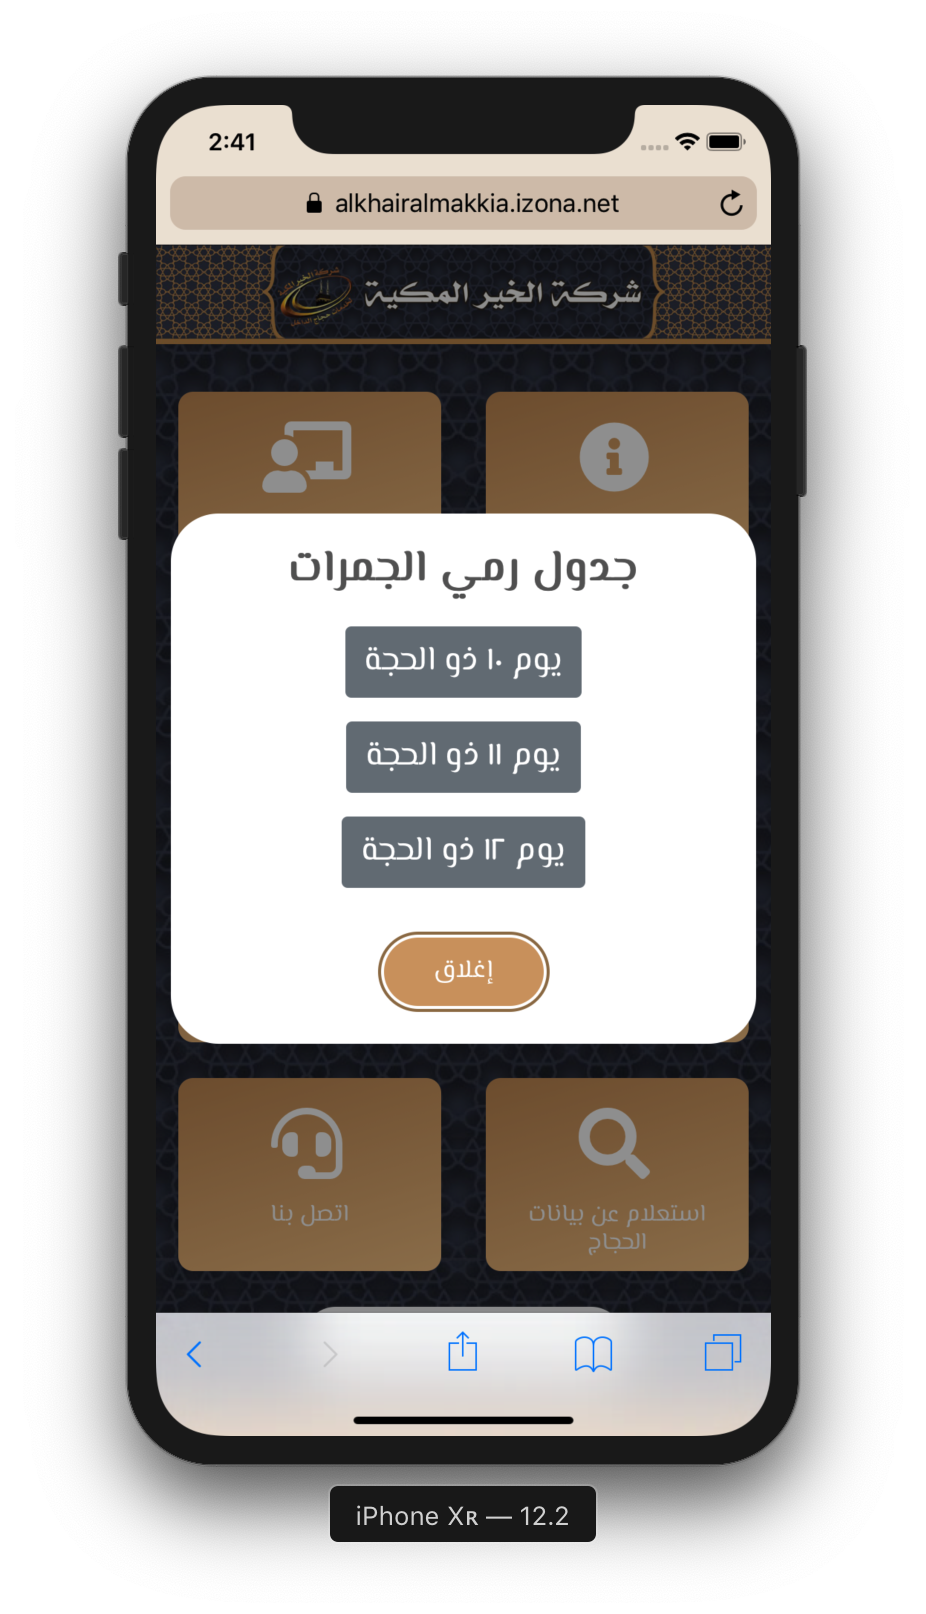 2:41
alkhairalmakkia.izona.net
شركة الخير المكية
جدول رمي الجمرات
يوم ١٠ ذو الحجة
يوم ١١ ذو الحجة
يوم ١٢ ذو الحجة
إغلاق
استعلام عن بيانات
الحجاج
اتصل بنا
iPhone XR — 12.2